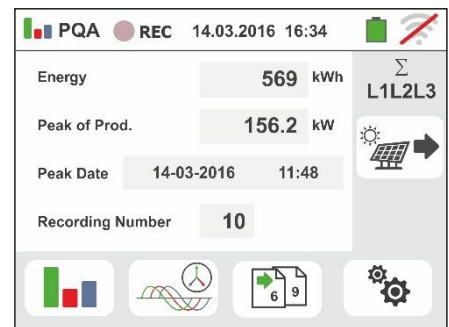 PQA REC 14.03.2016 16:34
Energy 569 kWh
Σ
L1L2L3
Peak of Prod. 156.2 kW
Peak Date 14-03-2016 11:48
Recording Number 10
6 9